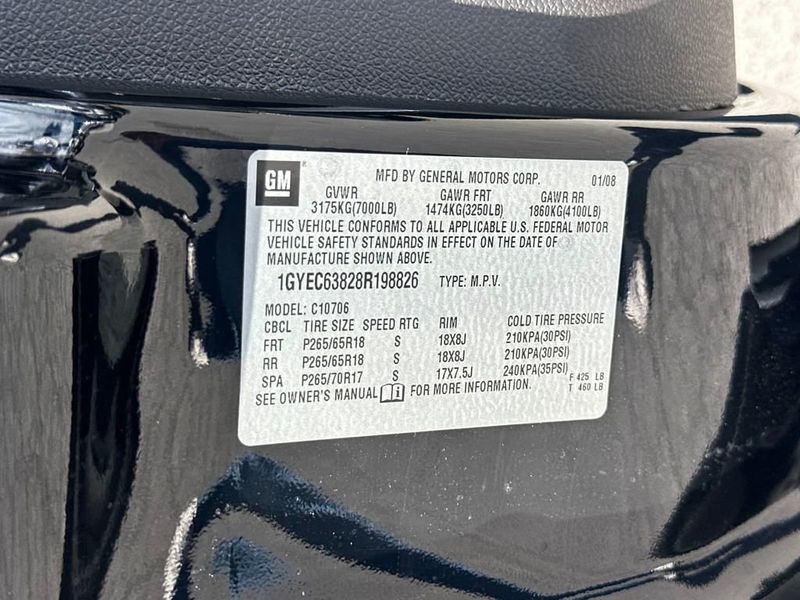 GM ® MFD BY GENERAL MOTORS CORP. 01/08
GVWR GAWR FRT GAWR RR
3175KG(7000LB) 1474KG(3250LB) 1860KG(4100LB)
THIS VEHICLE CONFORMS TO ALL APPLICABLE U.S. FEDERAL MOTOR
VEHICLE SAFETY STANDARDS IN EFFECT ON THE DATE OF
MANUFACTURE SHOWN ABOVE.
1GYEC63828R198826 TYPE: M.P.V.
MODEL: C10706
CBCL TIRE SIZE SPEED RTG RIM COLD TIRE PRESSURE
FRT P265/65R18 S 18X8J 210KPA(30PSI)
RR P265/65R18 S 18X8J 210KPA(30PSI)
SPA P265/70R17 S 17X7.5J 240KPA(35PSI)
SEE OWNER'S MANUAL i FOR MORE INFORMATION.
F 425 LB
T 460 LB